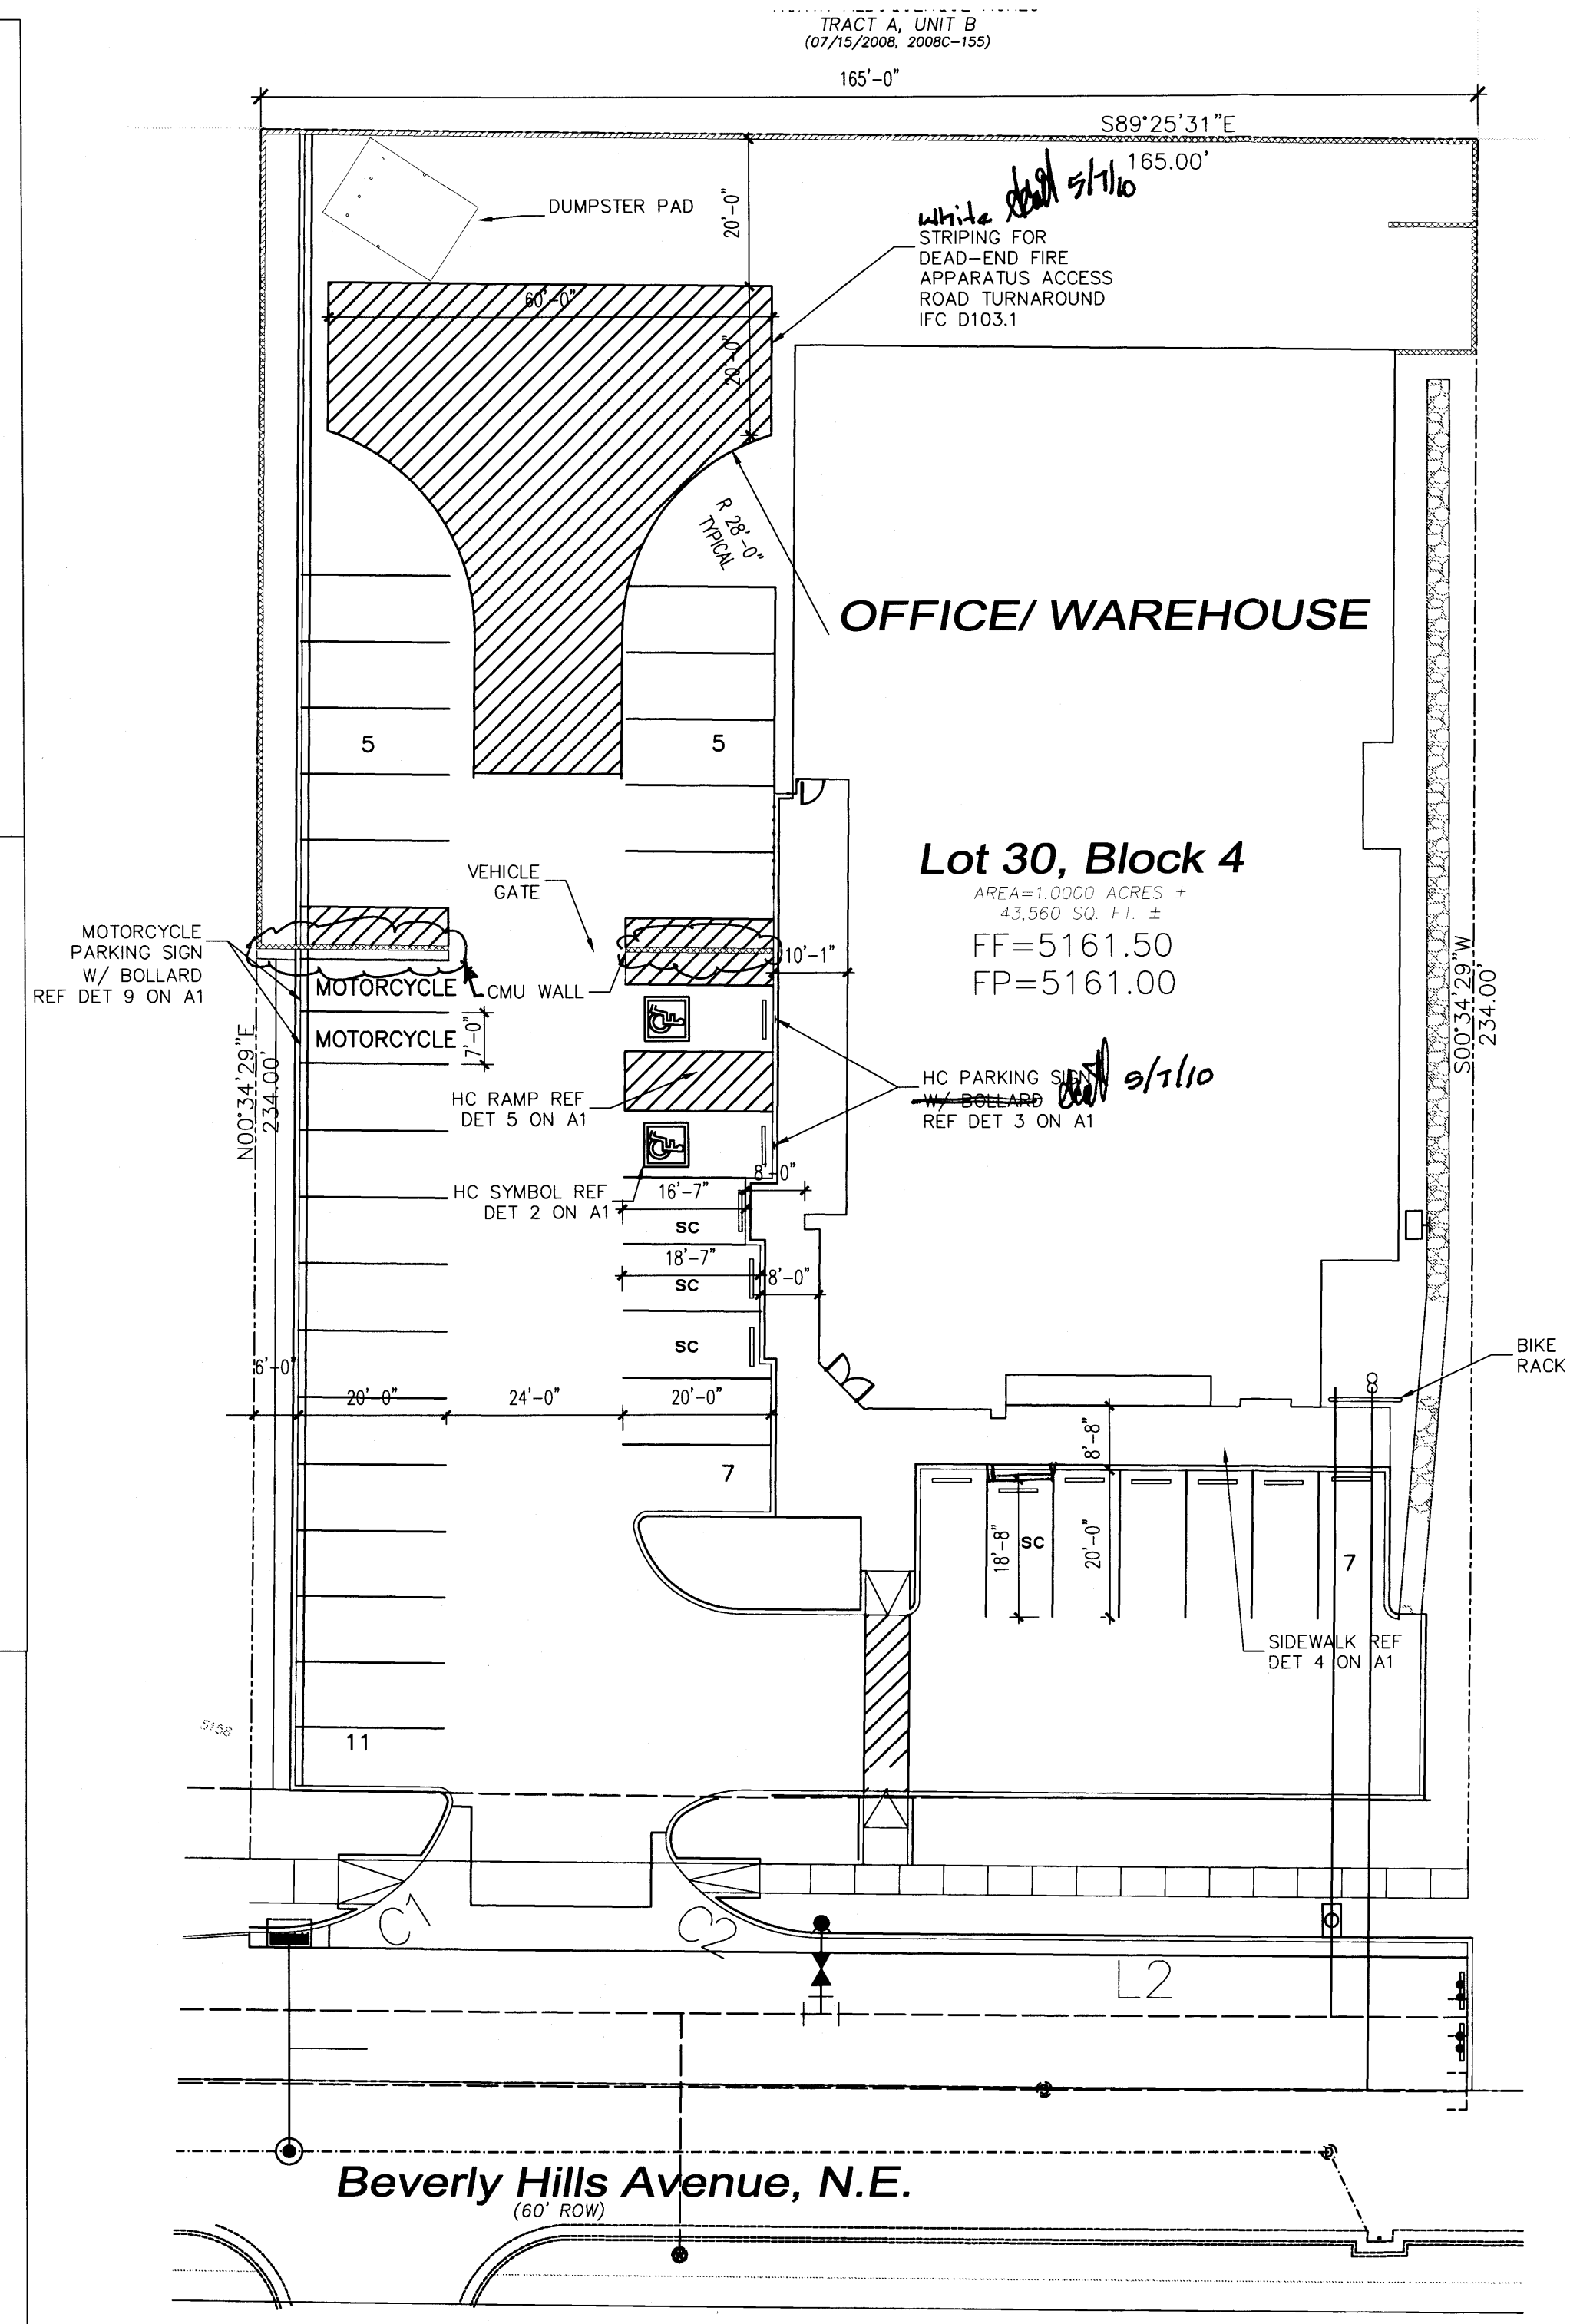 TRACT A, UNIT B
(07/15/2008, 2008C-155)
165'-0"
S89°25'31"E
165.00'
White 5/7/10
STRIPING FOR
DEAD-END FIRE
APPARATUS ACCESS
ROAD TURNAROUND
IFC D103.1
DUMPSTER PAD
20'-0"
60'-0"
20'-0"
R 28'-0"
TYPICAL
OFFICE/ WAREHOUSE
5
5
Lot 30, Block 4
AREA=1.0000 ACRES ±
43,560 SQ. FT. ±
FF=5161.50
FP=5161.00
VEHICLE
GATE
MOTORCYCLE
PARKING SIGN
W/ BOLLARD
REF DET 9 ON A1
10'-1"
MOTORCYCLE
CMU WALL
MOTORCYCLE
7'-0"
N00°34'29"E
234.00'
S00°34'29"W
234.00'
HC RAMP REF
DET 5 ON A1
HC PARKING SIGN
W/ BOLLARD
REF DET 3 ON A1
5/7/10
HC SYMBOL REF
DET 2 ON A1
8'-0"
16'-7"
SC
18'-7"
SC
8'-0"
SC
BIKE
RACK
6'-0"
20'-0"
24'-0"
20'-0"
8
8'-8"
7
18'-8"
SC
20'-0"
7
SIDEWALK REF
DET 4 ON A1
5158
11
C1
C2
L2
Beverly Hills Avenue, N.E.
(60' ROW)